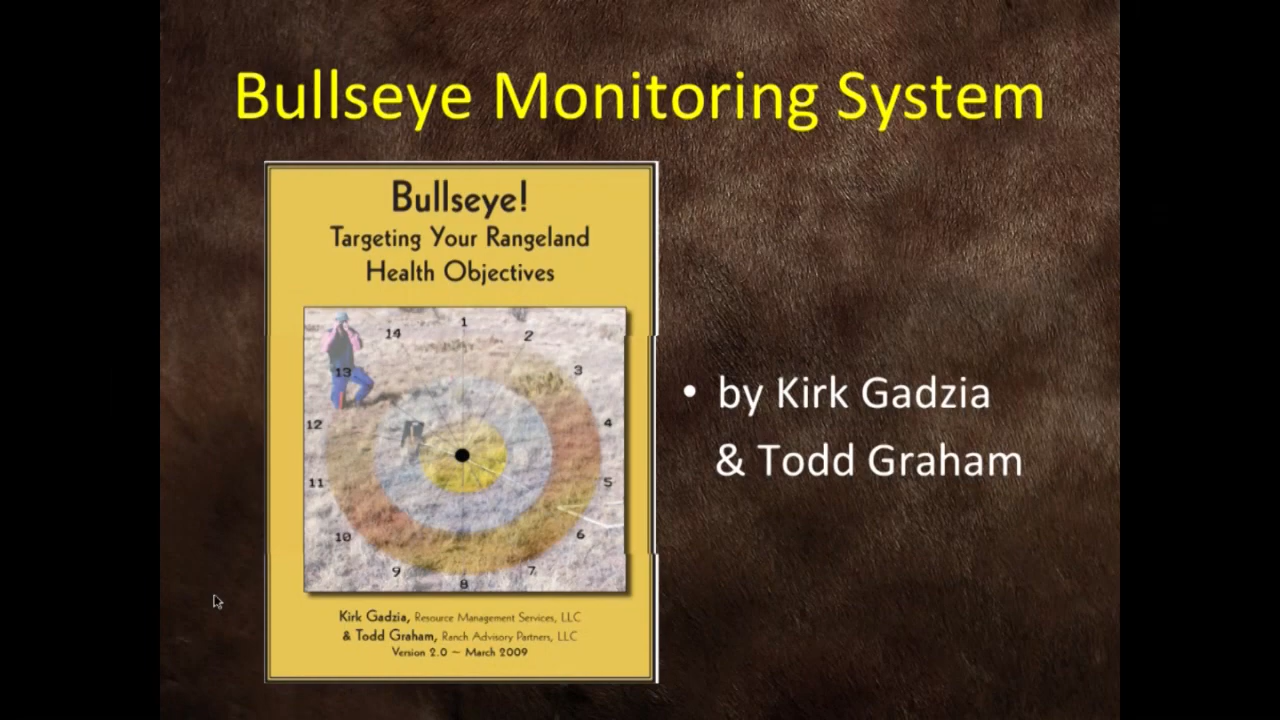 Bullseye Monitoring System
Bullseye!
Targeting Your Rangeland
Health Objectives
1
2
3
4
5
6
7
8
9
10
11
12
13
14
Kirk Gadzia, Resource Management Services, LLC
& Todd Graham, Ranch Advisory Partners, LLC
Version 2.0 ~ March 2009
• by Kirk Gadzia
& Todd Graham